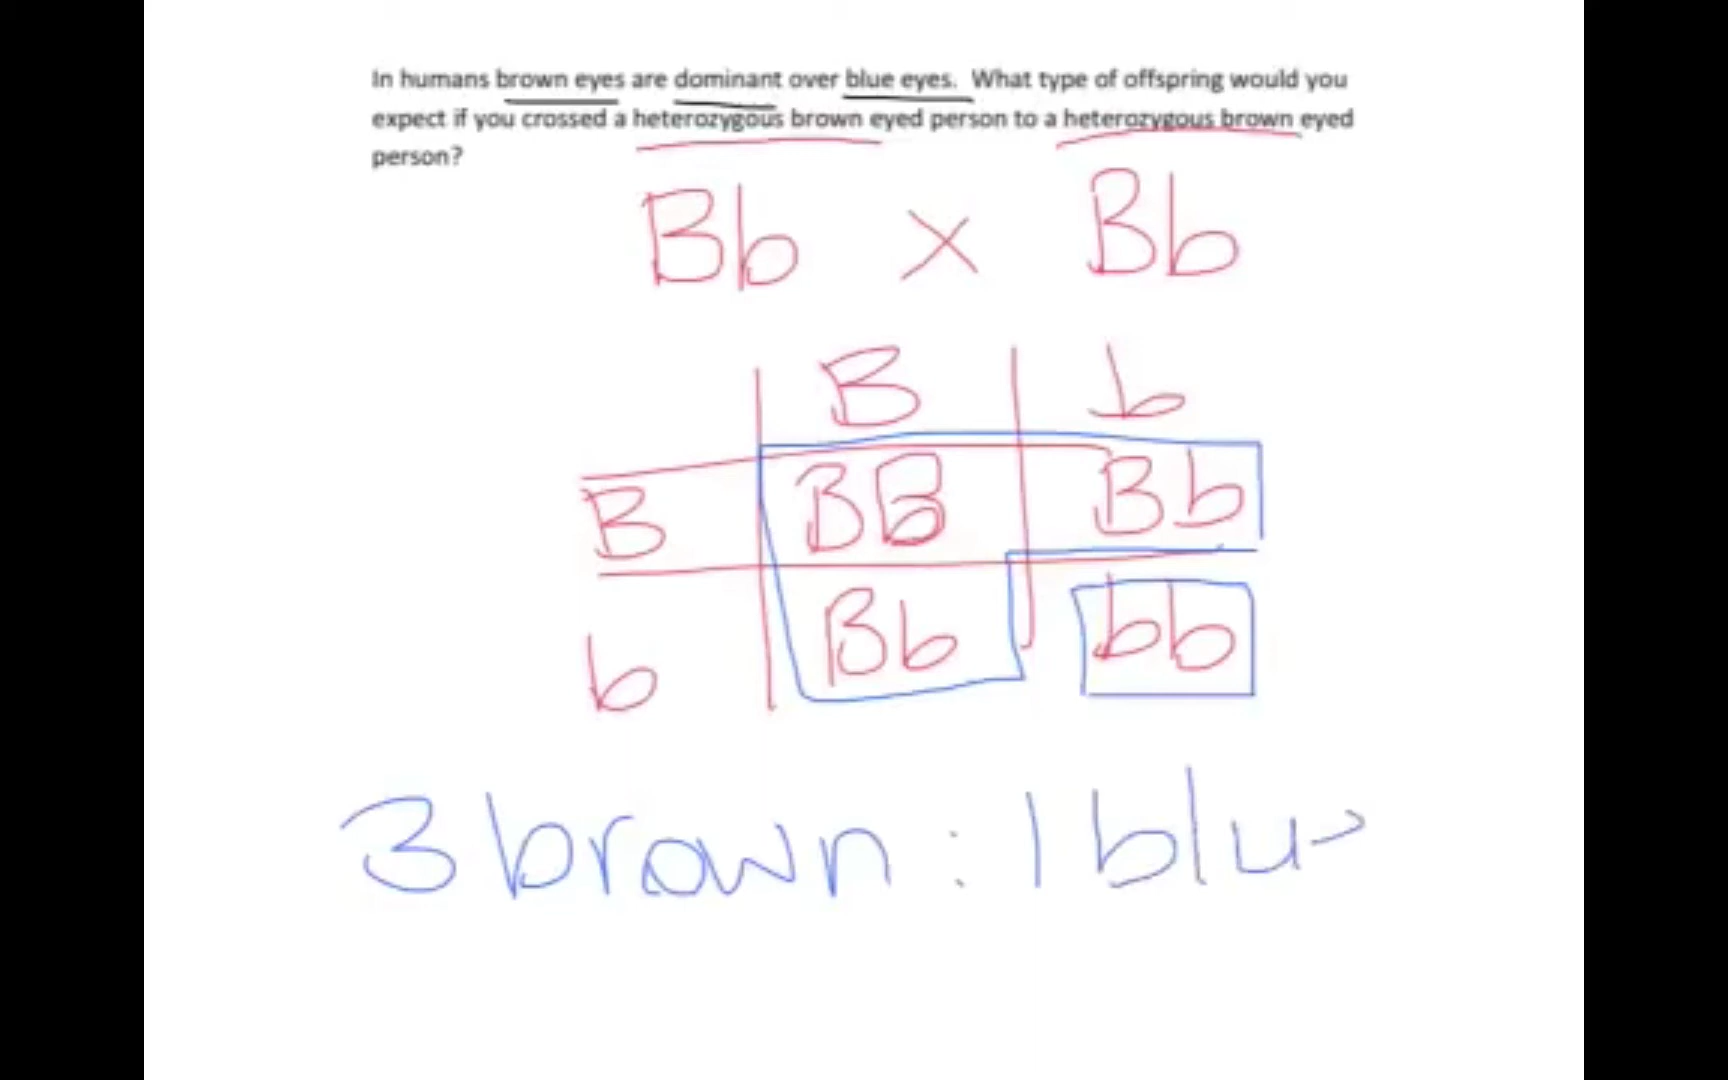 In humans brown eyes are dominant over blue eyes. What type of offspring would you
expect if you crossed a heterozygous brown eyed person to a heterozygous brown eyed
person?
Bb x Bb
B b
B BB Bb
b Bb bb
3 brown : 1 blu